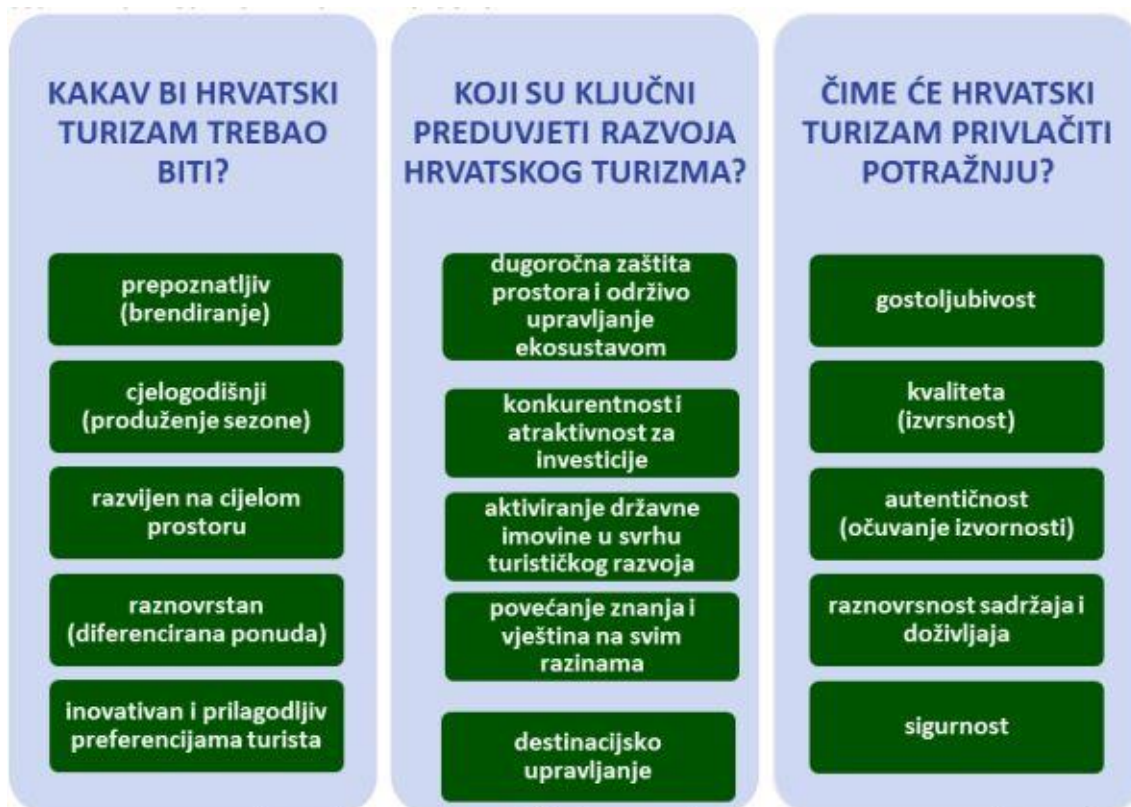 KAKAV BI HRVATSKI
TURIZAM TREBAO
BITI?
prepoznatljiv
(brendiranje)
cjelogodišnji
(produženje sezone)
razvijen na cijelom
prostoru
raznovrstan
(diferencirana ponuda)
inovativan i prilagodljiv
preferencijama turista
KOJI SU KLJUČNI
PREDUVJETI RAZVOJA
HRVATSKOG TURIZMA?
dugoročna zaštita
prostora i održivo
upravljanje
ekosustavom
konkurentnost i
atraktivnost za
investicije
aktiviranje državne
imovine u svrhu
turističkog razvoja
povećanje znanja i
vještina na svim
razinama
destinacijsko
upravljanje
ČIME ĆE HRVATSKI
TURIZAM PRIVLAČITI
POTRAŽNJU?
gostoljubivost
kvaliteta
(izvrsnost)
autentičnost
(očuvanje izvornosti)
raznovrsnost sadržaja i
doživljaja
sigurnost